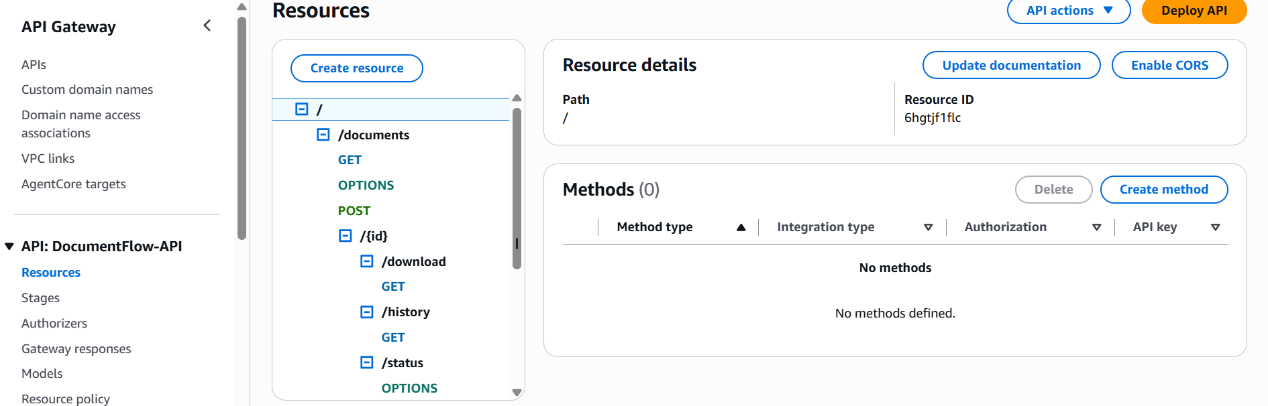 API Gateway
APIs
Custom domain names
Domain name access
associations
VPC links
AgentCore targets
API: DocumentFlow-API
Resources
Stages
Authorizers
Gateway responses
Models
Resource policy
Resources
API actions
Deploy API
Create resource
/
/documents
GET
OPTIONS
POST
/{id}
/download
GET
/history
GET
/status
OPTIONS
Resource details
Update documentation
Enable CORS
Path
/
Resource ID
6hgtjf1flc
Methods (0)
Delete
Create method
Method type
Integration type
Authorization
API key
No methods
No methods defined.